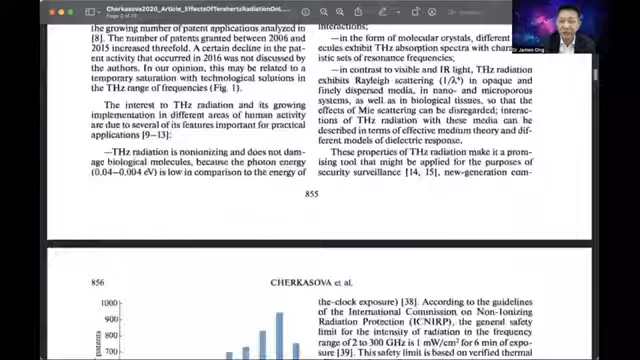 Cherkasova2020_Article_EffectsOfTerahertzRadiationOnL...
Page 2 of 11
Dr James Ong
the growing number of patent applications analyzed in
[8]. The number of patents granted between 2006 and
2015 increased threefold. A certain decline in the pat-
ent activity that occurred in 2016 was not discussed by
the authors. In our opinion, this may be related to a
temporary saturation with technological solutions in
the THz range of frequencies (Fig. 1).
The interest to THz radiation and its growing
implementation in different areas of human activity
are due to several of its features important for practical
applications [9–13]:
—THz radiation is nonionizing and does not dam-
age biological molecules, because the photon energy
(0.04–0.004 eV) is low in comparison to the energy of
interactions;
—in the form of molecular crystals, different
ecules exhibit THz absorption spectra with
istic sets of resonance frequencies;
—in contrast to visible and IR light, THz radiation
exhibits Rayleigh scattering (1/λ⁴) in opaque and
finely dispersed media, in nano- and microporous
systems, as well as in biological tissue, so that the
effects of Mie scattering can be disregarded; interac-
tions of THz radiation with these media can be
described in terms of effective medium theory and dif-
ferent models of dielectric response.
These properties of THz radiation make it a prom-
ising tool that might be applied for the purposes of
security surveillance [14, 15], new-generation com-
855
856
CHERKASOVA et al.
1000
900
800
700
patents
the-clock exposure) [38]. According to the guidelines
of the International Commission on Non-Ionizing
Radiation Protection (ICNIRP), the general safety
limit for the intensity of radiation in the frequency
range of 2 to 300 GHz is 1 mW/cm² for 6 min of expo-
sure [39]. This safety limit is based on verified thermal